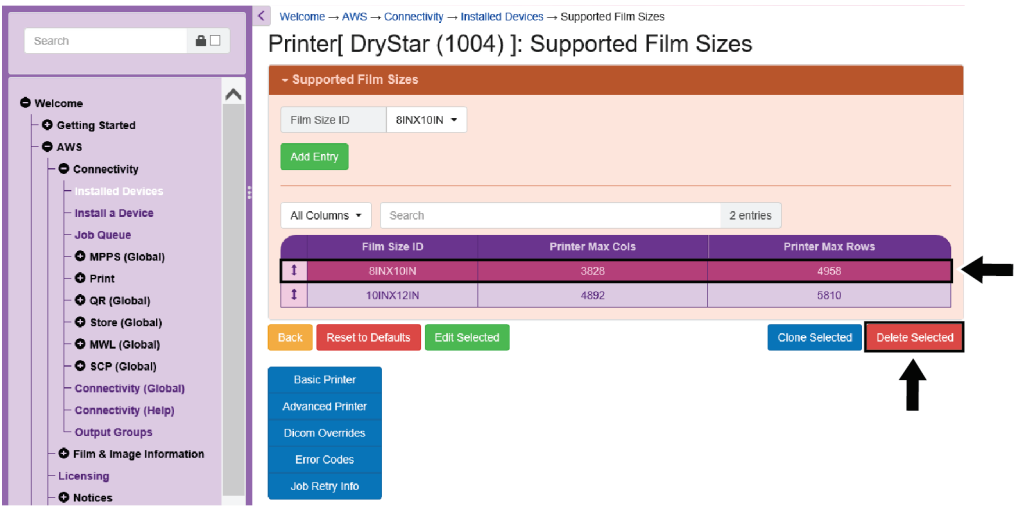 Search
Welcome
Getting Started
AWS
Connectivity
Installed Devices
Install a Device
Job Queue
MPPS (Global)
Print
QR (Global)
Store (Global)
MWL (Global)
SCP (Global)
Connectivity (Global)
Connectivity (Help)
Output Groups
Film & Image Information
Licensing
Notices
Welcome → AWS → Connectivity → Installed Devices → Supported Film Sizes
Printer[ DryStar (1004) ]: Supported Film Sizes
Supported Film Sizes
Film Size ID 8INX10IN
Add Entry
All Columns Search 2 entries
Film Size ID Printer Max Cols Printer Max Rows
8INX10IN 3828 4958
10INX12IN 4892 5810
Back Reset to Defaults Edit Selected Clone Selected Delete Selected
Basic Printer
Advanced Printer
Dicom Overrides
Error Codes
Job Retry Info